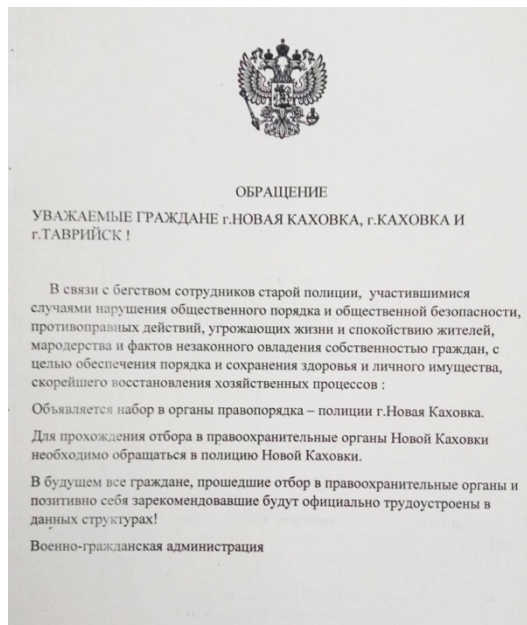 ОБРАЩЕНИЕ
УВАЖАЕМЫЕ ГРАЖДАНЕ г.НОВАЯ КАХОВКА, г.КАХОВКА И
г.ТАВРИЙСК !
В связи с бегством сотрудников старой полиции, участившимися
случаями нарушения общественного порядка и общественной безопасности,
противоправных действий, угрожающих жизни и спокойствию жителей,
мародерства и фактов незаконного овладения собственностью граждан, с
целью обеспечения порядка и сохранения здоровья и личного имущества,
скорейшего восстановления хозяйственных процессов :
Объявляется набор в органы правопорядка – полиции г.Новая Каховка.
Для прохождения отбора в правоохранительные органы Новой Каховки
необходимо обращаться в полицию Новой Каховки.
В будущем все граждане, прошедшие отбор в правоохранительные органы и
позитивно себя зарекомендовавшие будут официально трудоустроены в
данных структурах!
Военно-гражданская администрация